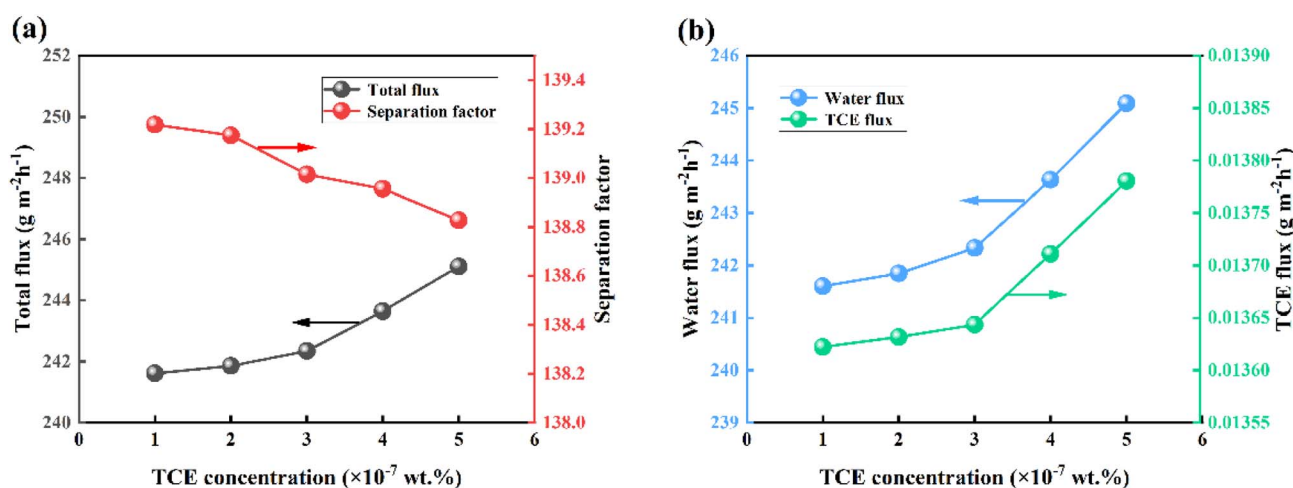 (a)
252
250
248
246
244
242
240
Total flux (g m⁻²h⁻¹)
Total flux
Separation factor
139.4
139.2
139.0
138.8
138.6
138.4
138.2
138.0
Separation factor
0 1 2 3 4 5 6
TCE concentration (×10⁻⁷ wt.%)
(b)
246
245
244
243
242
241
240
239
Water flux (g m⁻²h⁻¹)
Water flux
TCE flux
0.01390
0.01385
0.01380
0.01375
0.01370
0.01365
0.01360
0.01355
TCE flux (g m⁻²h⁻¹)
0 1 2 3 4 5 6
TCE concentration (×10⁻⁷ wt.%)